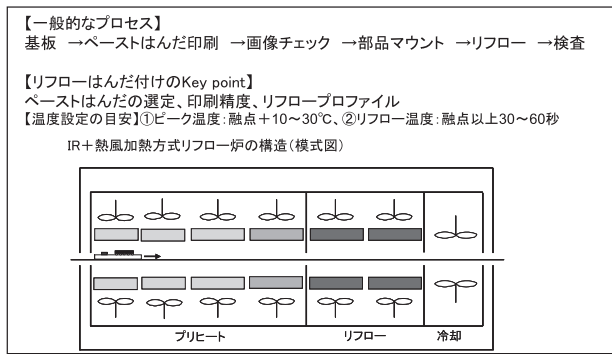 【一般的なプロセス】
基板 →ペーストはんだ印刷 →画像チェック →部品マウント →リフロー →検査
【リフローはんだ付けのKey point】
ペーストはんだの選定、印刷精度、リフロープロファイル
【温度設定の目安】①ピーク温度：融点＋10～30℃、②リフロー温度：融点以上30～60秒
IR＋熱風加熱方式リフロー炉の構造（模式図）
プリヒート リフロー 冷却